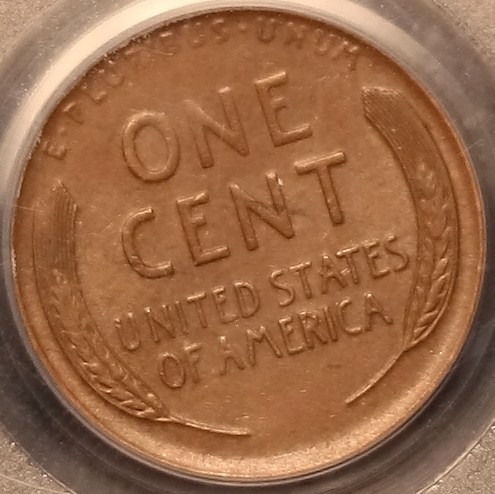 E·PLURIBUS·UNUM
ONE
CENT
UNITED STATES
OF AMERICA